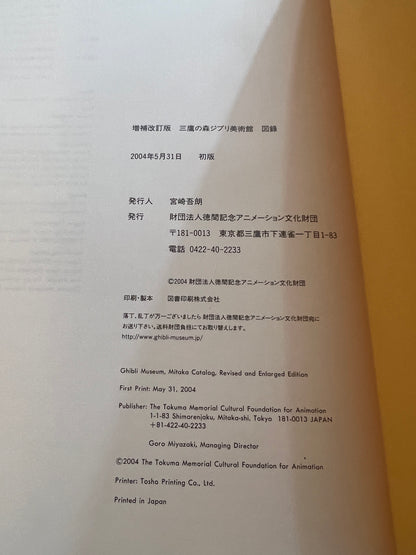 増補改訂版 三鷹の森ジブリ美術館 図録
2004年5月31日 初版
発行人 宮崎吾朗
発行 財団法人徳間記念アニメーション文化財団
〒181-0013 東京都三鷹市下連雀一丁目1-83
電話 0422-40-2233
©2004 財団法人徳間記念アニメーション文化財団
印刷・製本 図書印刷株式会社
落丁、乱丁が万一ございましたら財団法人徳間記念アニメーション文化財団宛に
お送り下さい。送料財団負担にてお取り替えします。
http://www.ghibli-museum.jp/
Ghibli Museum, Mitaka Catalog, Revised and Enlarged Edition
First Print: May 31, 2004
Publisher: The Tokuma Memorial Cultural Foundation for Animation
1-1-83 Shimorenjaku, Mitaka-shi, Tokyo 181-0013 JAPAN
+81-422-40-2233
Goro Miyazaki, Managing Director
©2004 The Tokuma Memorial Cultural Foundation for Animation
Printer: Tosho Printing Co., Ltd.
Printed in Japan